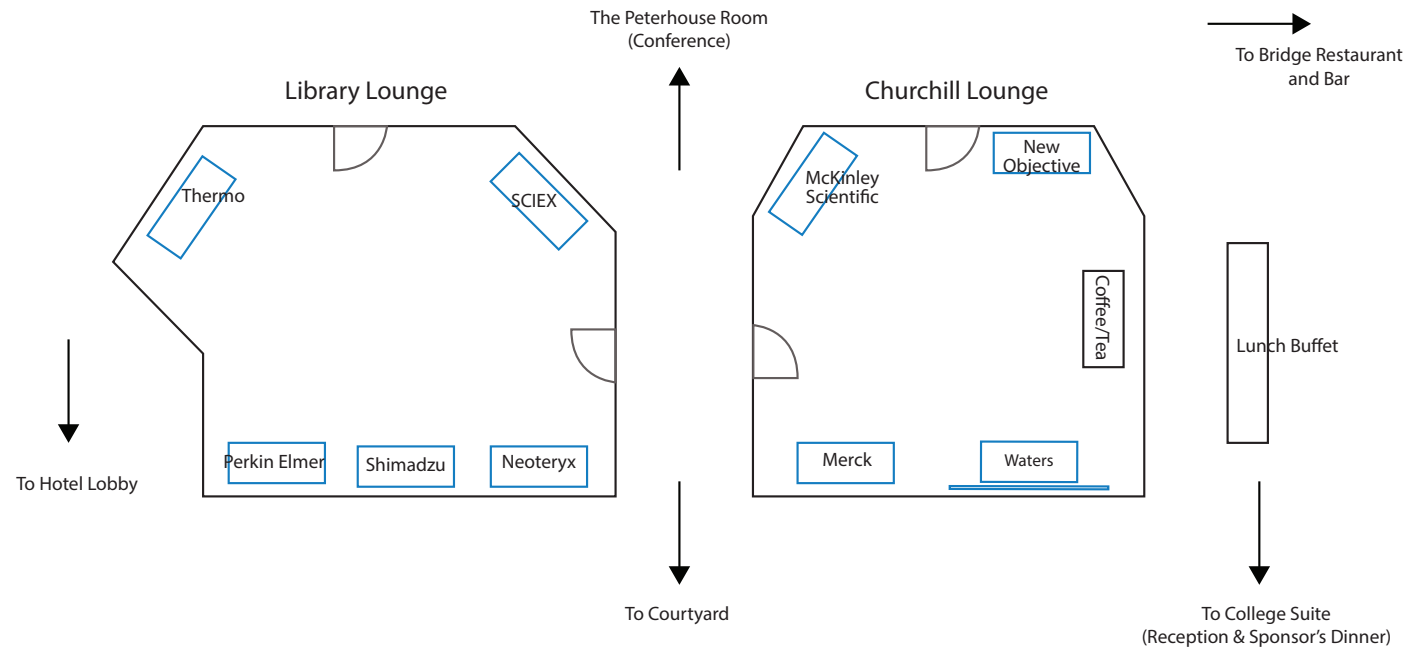 The Peterhouse Room
(Conference)
To Bridge Restaurant
and Bar
Library Lounge
Churchill Lounge
Thermo
SCIEX
McKinley
Scientific
New
Objective
Coffee/Tea
Lunch Buffet
Perkin Elmer
Shimadzu
Neoteryx
Merck
Waters
To Hotel Lobby
To Courtyard
To College Suite
(Reception & Sponsor's Dinner)